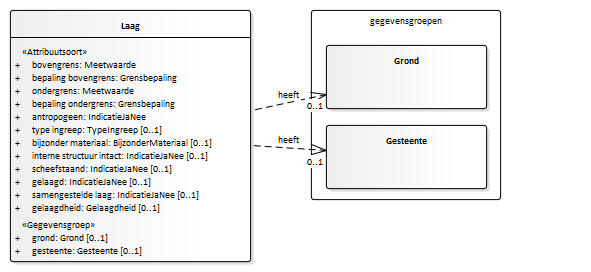 Laag
«Attribuutsoort»
+ bovengrens: Meetwaarde
+ bepaling bovengrens: Grensbepaling
+ ondergrens: Meetwaarde
+ bepaling ondergrens: Grensbepaling
+ antropogeen: IndicatieJaNee
+ type ingreep: TypeIngreep [0..1]
+ bijzonder materiaal: BijzonderMateriaal [0..1]
+ interne structuur intact: IndicatieJaNee [0..1]
+ scheefstaand: IndicatieJaNee [0..1]
+ gelaagd: IndicatieJaNee [0..1]
+ samengestelde laag: IndicatieJaNee [0..1]
+ gelaagdheid: Gelaagdheid [0..1]
«Gegevensgroep»
+ grond: Grond [0..1]
+ gesteente: Gesteente [0..1]
heeft
0..1
heeft
0..1
gegevensgroepen
Grond
Gesteente